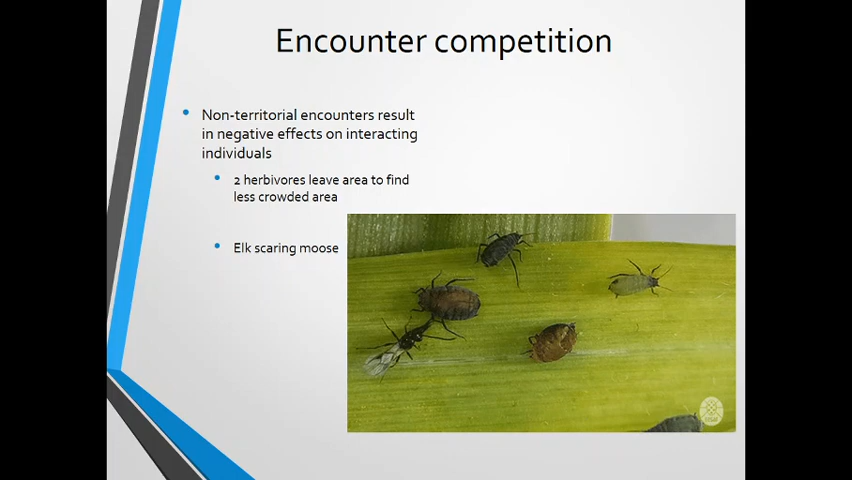 Encounter competition
• Non-territorial encounters result
in negative effects on interacting
individuals
• 2 herbivores leave area to find
less crowded area
• Elk scaring moose